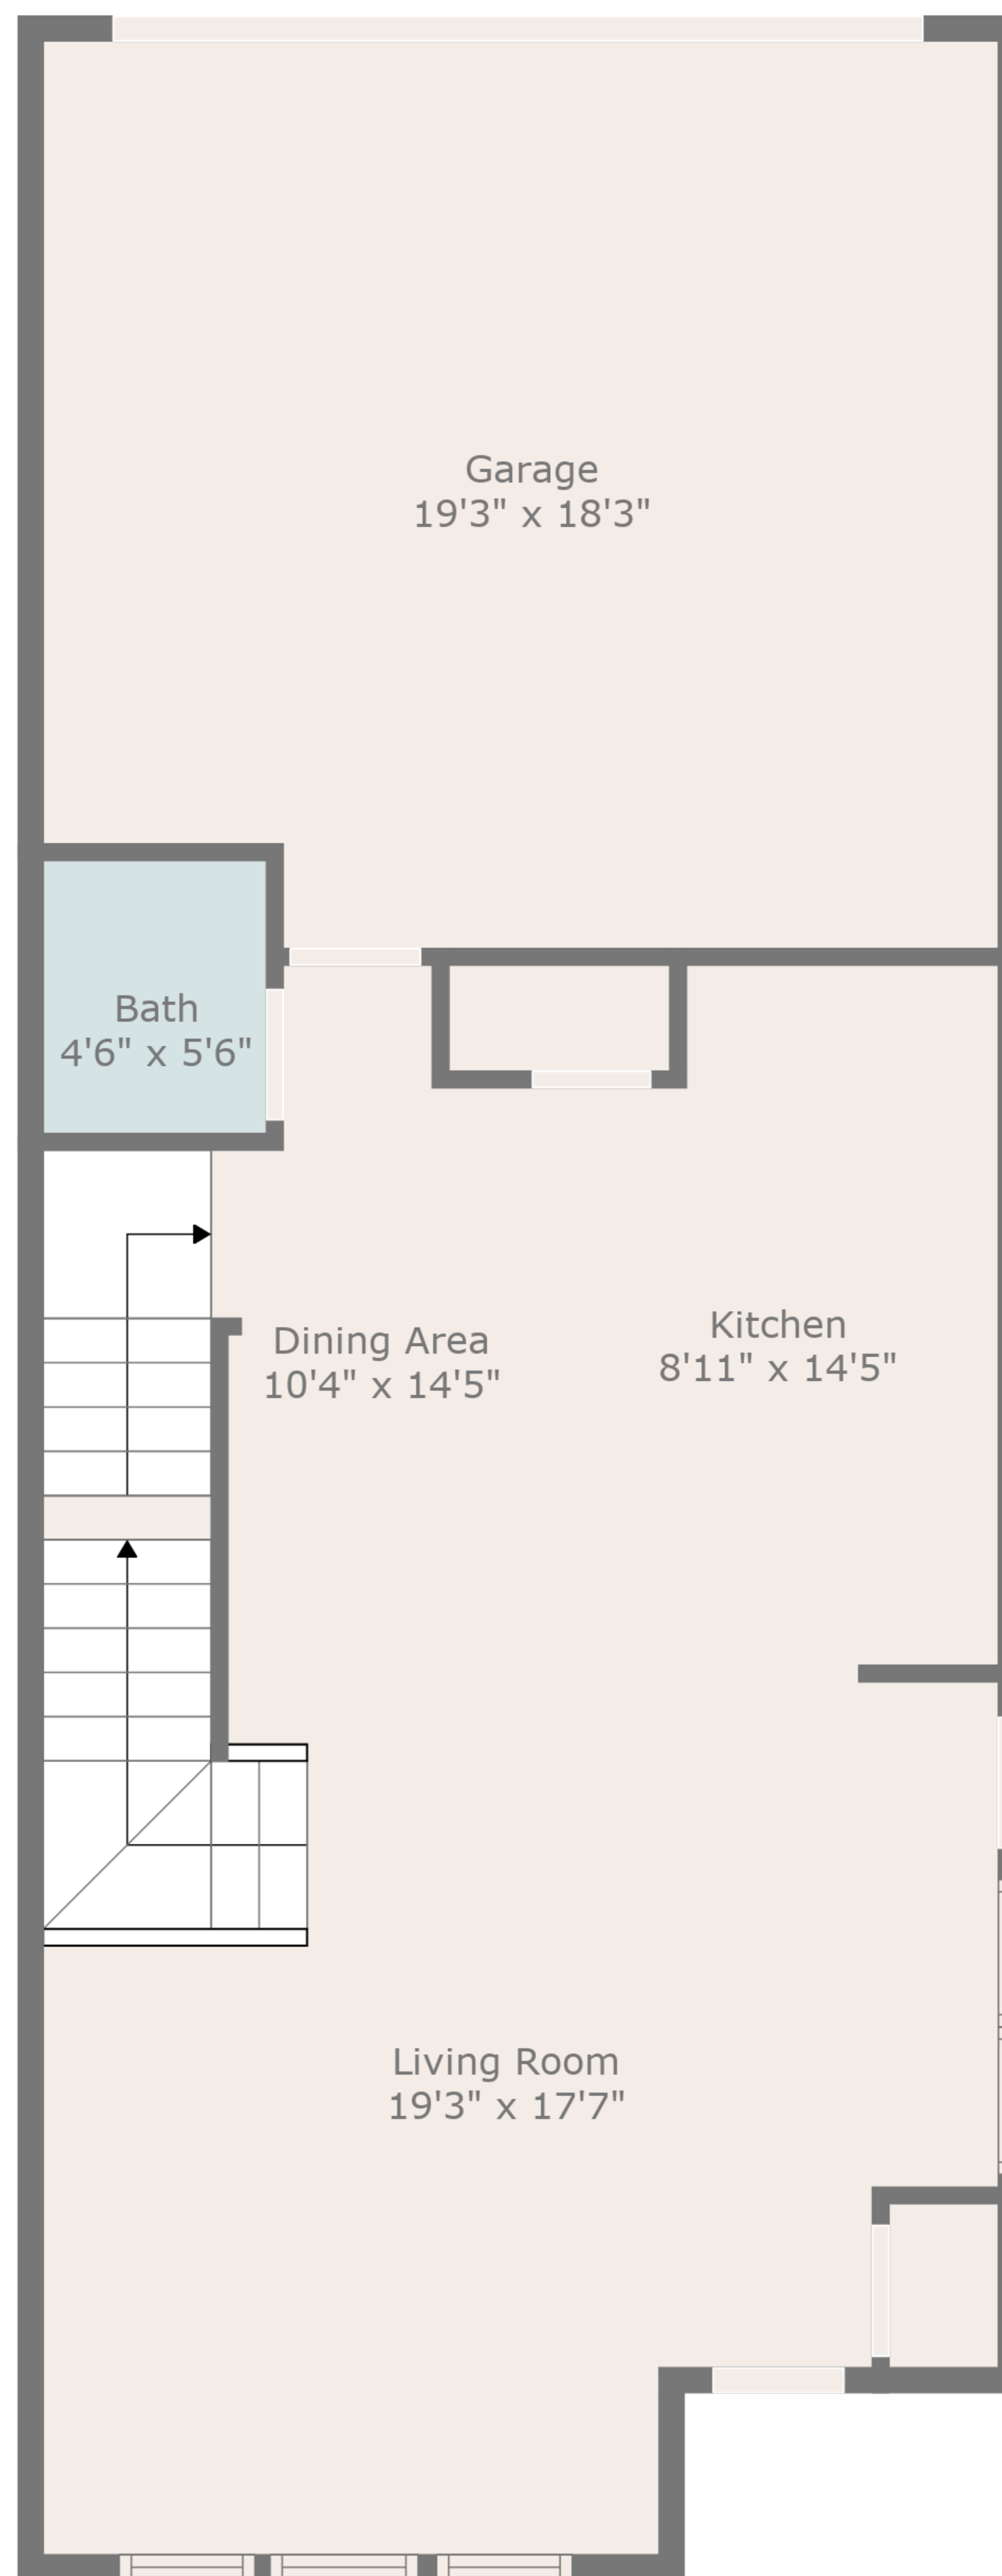 Garage
19'3" x 18'3"
Bath
4'6" x 5'6"
Dining Area
10'4" x 14'5"
Kitchen
8'11" x 14'5"
Living Room
19'3" x 17'7"